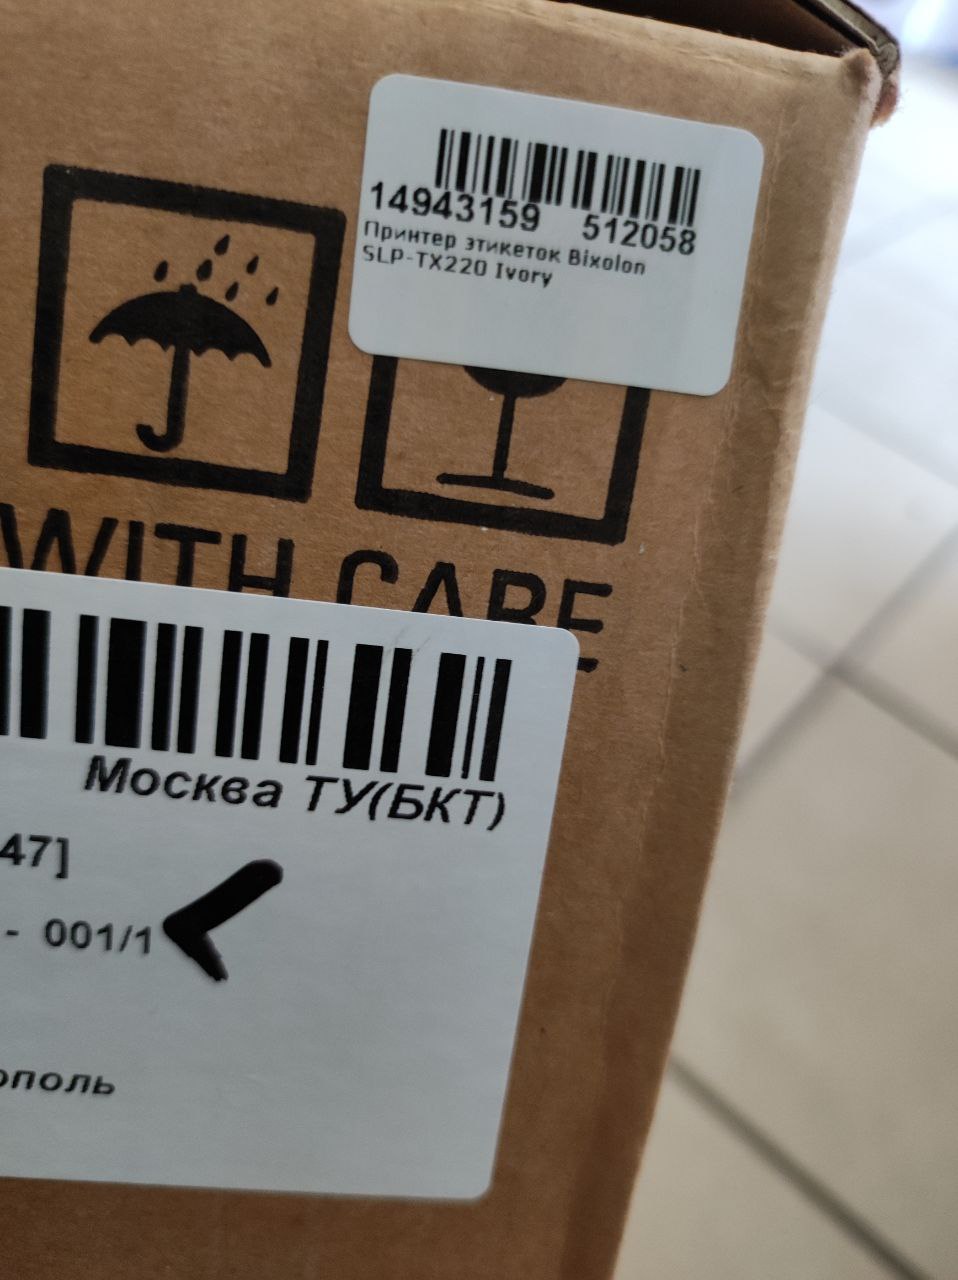 14943159 512058
Принтер этикеток Bixolon
SLP-TX220 Ivory
WITH CARE
Москва ТУ(БКТ)
47]
- 001/1
ополь